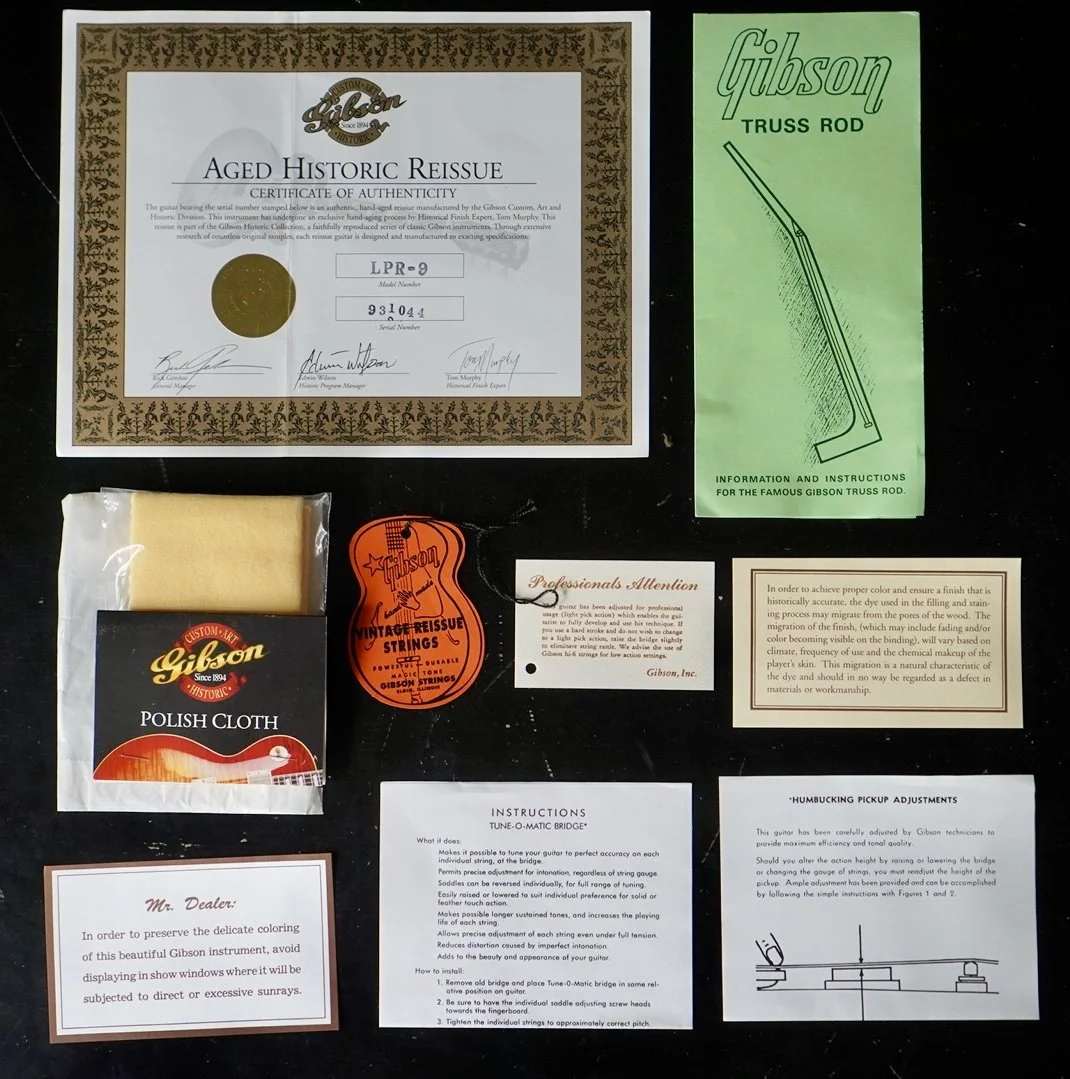 CUSTOM • ART
Gibson
Since 1894
HISTORIC
AGED HISTORIC REISSUE
CERTIFICATE OF AUTHENTICITY
The guitar bearing the serial number stamped below is an authentic, hand-aged reissue manufactured by the Gibson Custom, Art and
Historic Division. This instrument has undergone an exclusive hand-aging process by Historical Finish Expert, Tom Murphy. This
reissue is part of the Gibson Historic Collection, a faithfully reproduced series of classic Gibson instruments. Through extensive
research of countless original samples, each reissue guitar is designed and manufactured to exacting specifications.
LPR-9
Model Number
931044
Serial Number
Edwin Wilson
Tom Murphy
Rick Gembar
General Manager
Edwin Wilson
Historic Program Manager
Tom Murphy
Historical Finish Expert
Gibson
TRUSS ROD
INFORMATION AND INSTRUCTIONS
FOR THE FAMOUS GIBSON TRUSS ROD.
CUSTOM • ART
Gibson
Since 1894
• HISTORIC •
POLISH CLOTH
Gibson
VINTAGE REISSUE
STRINGS
POWERFUL - DURABLE
MAGIC TONE
GIBSON STRINGS
ELGIN, ILLINOIS
Professionals Attention
guitar has been adjusted for professional
usage (light pick action) which enables the gui-
tarist to fully develop and use his technique. If
you use a hard stroke and do not wish to change
to a light pick action, raise the bridge slightly
to eliminate string rattle. We advise the use of
Gibson hi-fi strings for low action settings.
Gibson, Inc.
In order to achieve proper color and ensure a finish that is
historically accurate, the dye used in the filling and stain-
ing process may migrate from the pores of the wood. The
migration of the finish, (which may include fading and/or
color becoming visible on the binding), will vary based on
climate, frequency of use and the chemical makeup of the
player's skin. This migration is a natural characteristic of
the dye and should in no way be regarded as a defect in
materials or workmanship.
Mr. Dealer:
In order to preserve the delicate coloring
of this beautiful Gibson instrument, avoid
displaying in show windows where it will be
subjected to direct or excessive sunrays.
INSTRUCTIONS
TUNE-O-MATIC BRIDGE*
What it does:
Makes it possible to tune your guitar to perfect accuracy on each
individual string, at the bridge.
Permits precise adjustment for intonation, regardless of string gauge.
Saddles can be reversed individually, for full range of tuning.
Easily raised or lowered to suit individual preference for solid or
feather touch action.
Makes possible longer sustained tones, and increases the playing
life of each string.
Allows precise adjustment of each string even under full tension.
Reduces distortion caused by imperfect intonation.
Adds to the beauty and appearance of your guitar.
How to install:
1. Remove old bridge and place Tune-O-Matic bridge in same rel-
ative position on guitar.
2. Be sure to have the individual saddle adjusting screw heads
towards the fingerboard.
3. Tighten the individual strings to approximately correct pitch.
*HUMBUCKING PICKUP ADJUSTMENTS
This guitar has been carefully adjusted by Gibson technicians to
provide maximum efficiency and tonal quality.
Should you alter the action height by raising or lowering the bridge
or changing the gauge of strings, you must readjust the height of the
pickup. Ample adjustment has been provided and can be accomplished
by following the simple instructions with Figures 1 and 2.